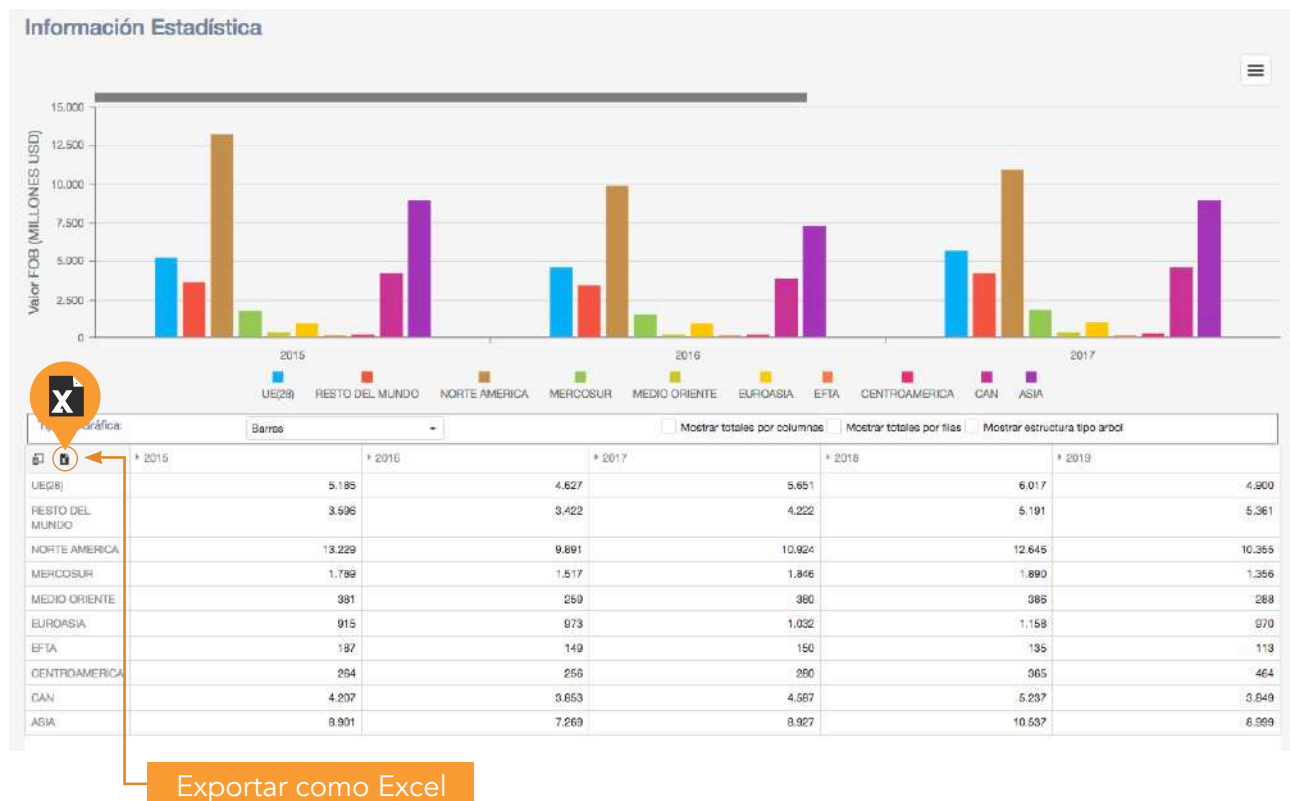 Información Estadística
Valor FOB (MILLONES USD)
15.000
12.500
10.000
7.500
5.000
2.500
0
2015 2016 2017
UE(28) RESTO DEL MUNDO NORTE AMERICA MERCOSUR MEDIO ORIENTE EUROASIA EFTA CENTROAMERICA CAN ASIA
X
Gráfica: Barras Mostrar totales por columnas Mostrar totales por filas Mostrar estructura tipo arbol
2015 2016 2017 2018 2019
UE(28) 5.185 4.627 5.651 6.017 4.900
RESTO DEL MUNDO 3.596 3.422 4.222 5.191 5.361
NORTE AMERICA 13.229 9.891 10.924 12.646 10.355
MERCOSUR 1.789 1.517 1.846 1.890 1.356
MEDIO ORIENTE 381 259 380 386 288
EUROASIA 915 973 1.032 1.158 970
EFTA 187 149 150 135 113
CENTROAMERICA 264 256 280 365 464
CAN 4.207 3.853 4.587 5.237 3.849
ASIA 8.901 7.269 8.927 10.537 8.999
Exportar como Excel